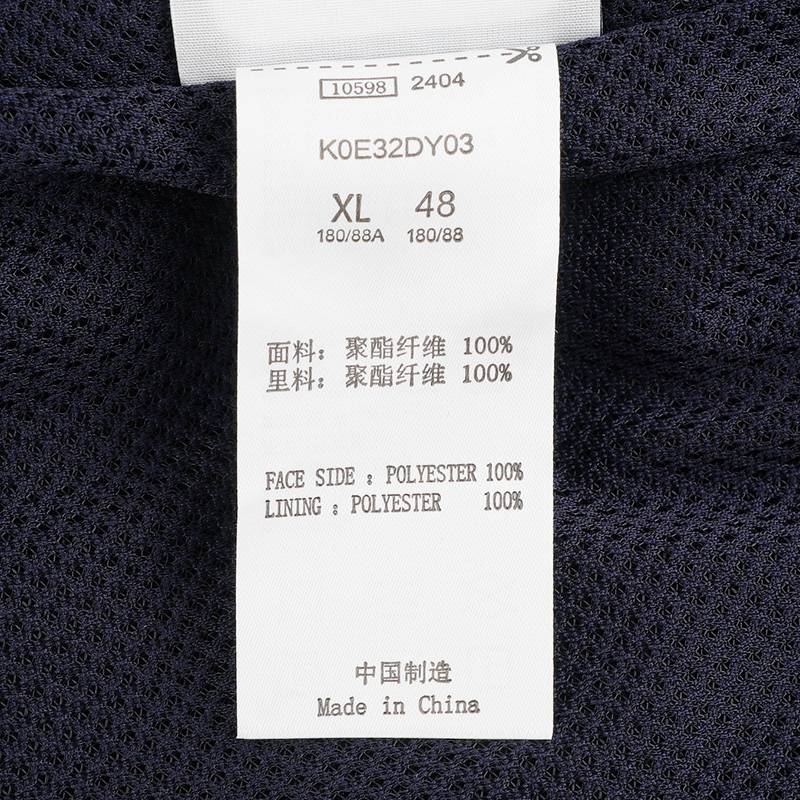 10598 2404
K0E32DY03
XL 48
180/88A 180/88
面料: 聚酯纤维 100%
里料: 聚酯纤维 100%
FACE SIDE : POLYESTER 100%
LINING : POLYESTER 100%
中国制造
Made in China